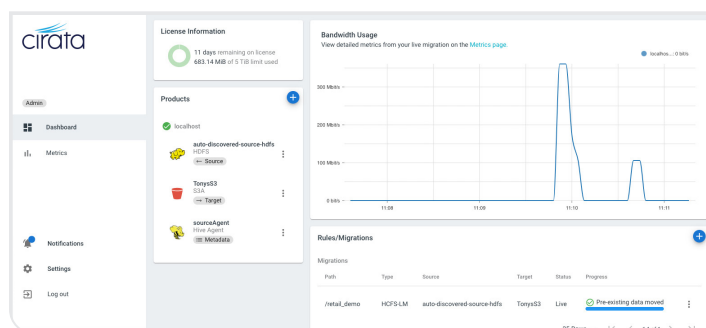 cirata
Admin
Dashboard
Metrics
Notifications
Settings
Log out
License Information
11 days remaining on license
683.14 MiB of 5 TiB limit used
Products
localhost
auto-discovered-source-hdfs
HDFS
← Source
TonysS3
S3A
→ Target
sourceAgent
Hive Agent
Metadata
Bandwidth Usage
View detailed metrics from your live migration on the Metrics page.
localhos...: 0 bit/s
300 Mbit/s
200 Mbit/s
100 Mbit/s
0 bit/s
11:08 11:09 11:10 11:11
Rules/Migrations
Migrations
Path Type Source Target Status Progress
/retail_demo HCFS-LM auto-discovered-source-hdfs TonysS3 Live Pre-existing data moved